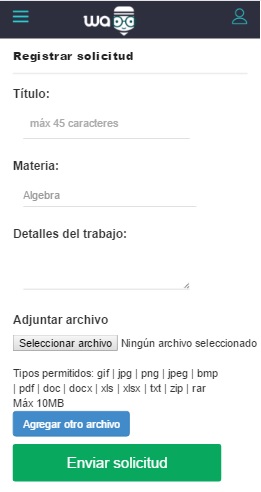 wa
Registrar solicitud
Título:
máx 45 caracteres
Materia:
Algebra
Detalles del trabajo:
Adjuntar archivo
Seleccionar archivo Ningún archivo seleccionado
Tipos permitidos: gif | jpg | png | jpeg | bmp
| pdf | doc | docx | xls | xlsx | txt | zip | rar
Máx 10MB
Agregar otro archivo
Enviar solicitud